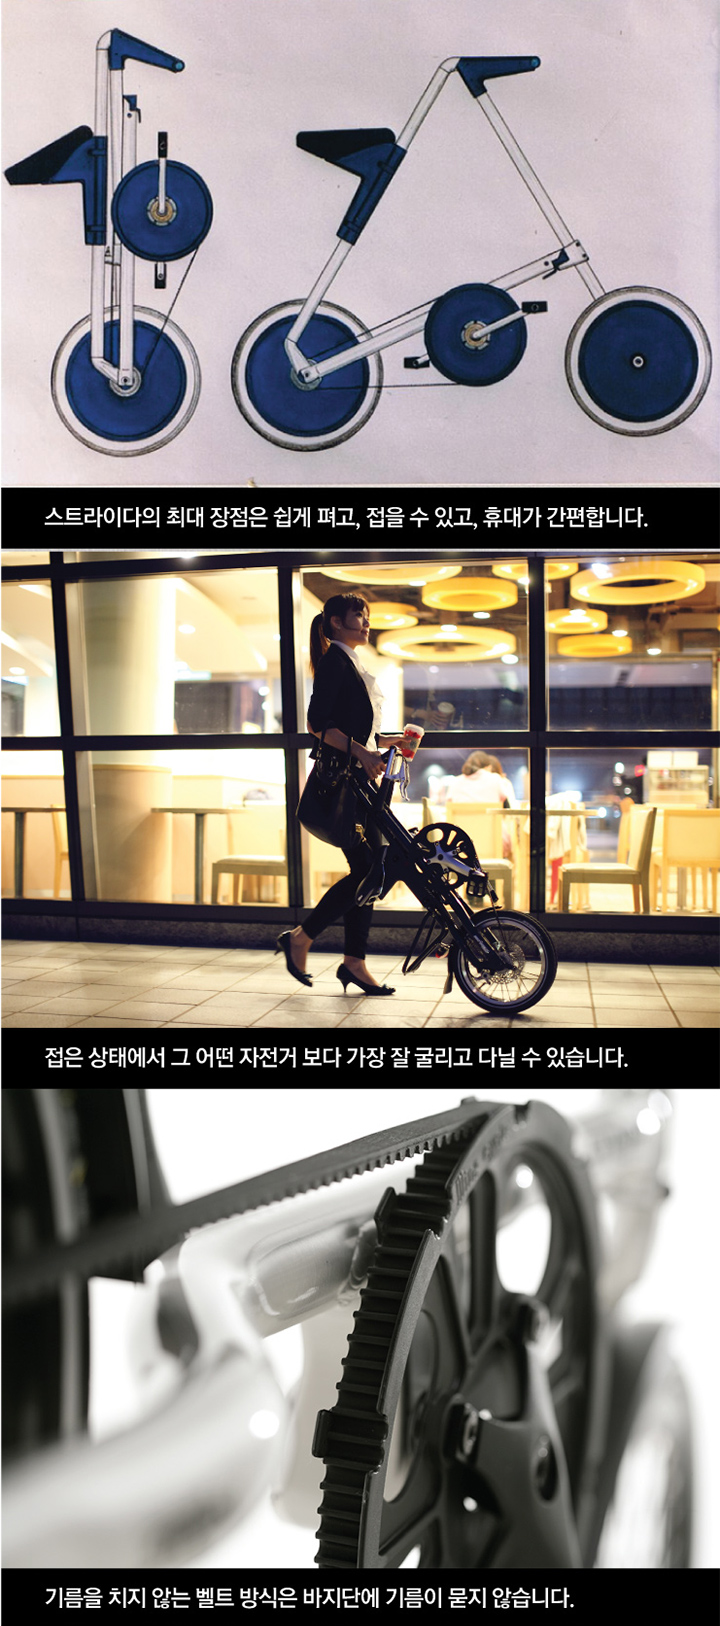 스트라이다의 최대 장점은 쉽게 펴고, 접을 수 있고, 휴대가 간편합니다.
접은 상태에서 그 어떤 자전거 보다 가장 잘 굴리고 다닐 수 있습니다.
기름을 치지 않는 벨트 방식은 바지단에 기름이 묻지 않습니다.